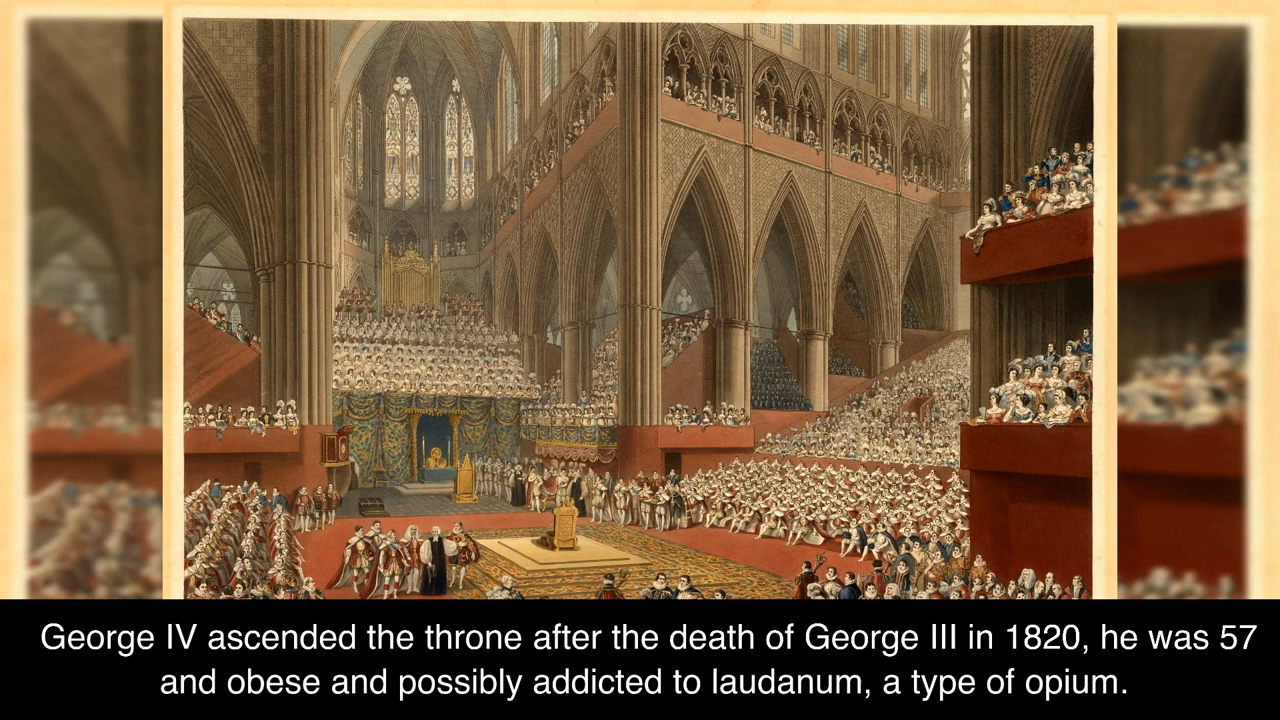 George IV ascended the throne after the death of George III in 1820, he was 57
and obese and possibly addicted to laudanum, a type of opium.